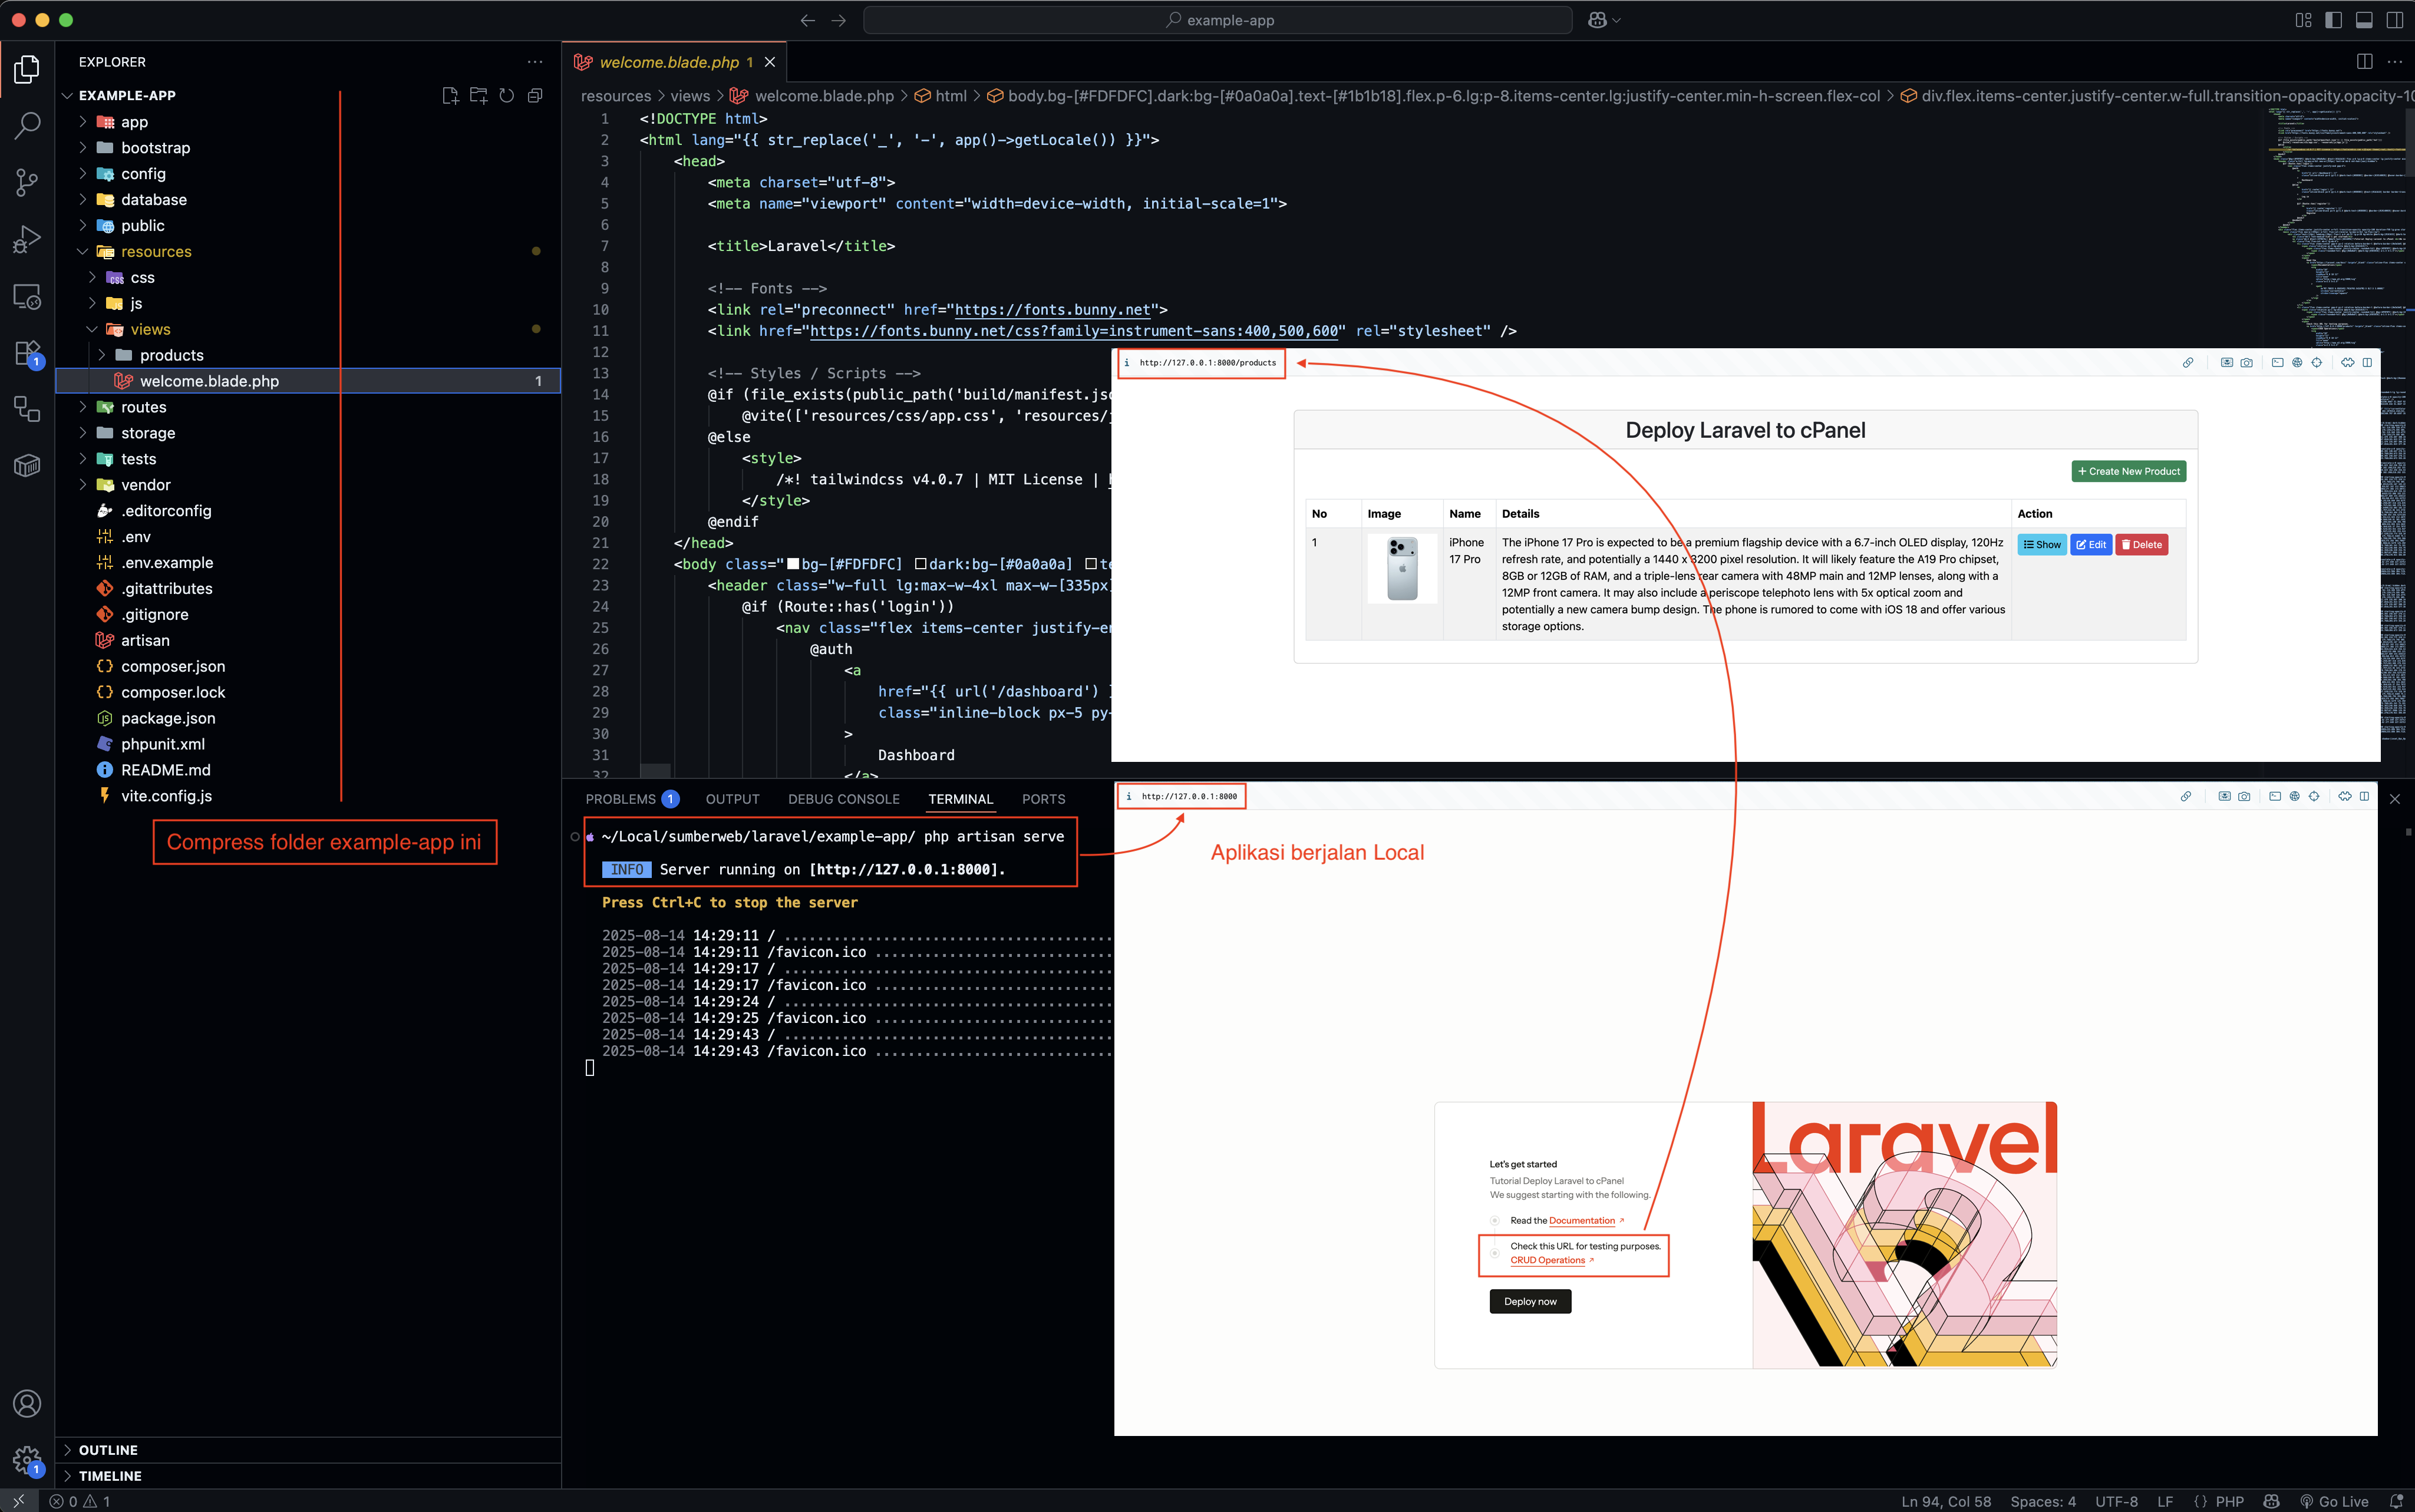 example-app
EXPLORER
EXAMPLE-APP
app
bootstrap
config
database
public
resources
css
js
views
products
welcome.blade.php 1
routes
storage
tests
vendor
.editorconfig
.env
.env.example
.gitattributes
.gitignore
artisan
composer.json
composer.lock
package.json
phpunit.xml
README.md
vite.config.js
Compress folder example-app ini
OUTLINE
TIMELINE
welcome.blade.php 1
resources > views > welcome.blade.php > html > body.bg-[#FDFDFC].dark:bg-[#0a0a0a].text-[#1b1b18].flex.p-6.lg:p-8.items-center.lg:justify-center.min-h-screen.flex-col > div.flex.items-center.justify-center.w-full.transition-opacity.opacity-10
1 <!DOCTYPE html>
2 <html lang="{{ str_replace('_', '-', app()->getLocale()) }}">
3 <head>
4 <meta charset="utf-8">
5 <meta name="viewport" content="width=device-width, initial-scale=1">
6
7 <title>Laravel</title>
8
9 <!-- Fonts -->
10 <link rel="preconnect" href="https://fonts.bunny.net">
11 <link href="https://fonts.bunny.net/css?family=instrument-sans:400,500,600" rel="stylesheet" />
12
13 <!-- Styles / Scripts -->
14 @if (file_exists(public_path('build/manifest.jso
15 @vite(['resources/css/app.css', 'resources/j
16 @else
17 <style>
18 /*! tailwindcss v4.0.7 | MIT License |
19 </style>
20 @endif
21 </head>
22 <body class="bg-[#FDFDFC] dark:bg-[#0a0a0a] te
23 <header class="w-full lg:max-w-4xl max-w-[335px]
24 @if (Route::has('login'))
25 <nav class="flex items-center justify-en
26 @auth
27 <a
28 href="{{ url('/dashboard') }
29 class="inline-block px-5 py-
30 >
31 Dashboard
32 </a>
http://127.0.0.1:8000/products
Deploy Laravel to cPanel
+ Create New Product
No Image Name Details Action
1 iPhone 17 Pro
The iPhone 17 Pro is expected to be a premium flagship device with a 6.7-inch OLED display, 120Hz
refresh rate, and potentially a 1440 x 3200 pixel resolution. It will likely feature the A19 Pro chipset,
8GB or 12GB of RAM, and a triple-lens rear camera with 48MP main and 12MP lenses, along with a
12MP front camera. It may also include a periscope telephoto lens with 5x optical zoom and
potentially a new camera bump design. The phone is rumored to come with iOS 18 and offer various
storage options.
Show Edit Delete
PROBLEMS 1 OUTPUT DEBUG CONSOLE TERMINAL PORTS
~/Local/sumberweb/laravel/example-app/ php artisan serve
INFO Server running on [http://127.0.0.1:8000].
Press Ctrl+C to stop the server
2025-08-14 14:29:11 / ......................................
2025-08-14 14:29:11 /favicon.ico ............................
2025-08-14 14:29:17 / ......................................
2025-08-14 14:29:17 /favicon.ico ............................
2025-08-14 14:29:24 / ......................................
2025-08-14 14:29:25 /favicon.ico ............................
2025-08-14 14:29:43 / ......................................
2025-08-14 14:29:43 /favicon.ico ............................
http://127.0.0.1:8000
Aplikasi berjalan Local
Let's get started
Tutorial Deploy Laravel to cPanel
We suggest starting with the following.
Read the Documentation
Check this URL for testing purposes.
CRUD Operations
Deploy now
Laravel
1
1
0 1
Ln 94, Col 58 Spaces: 4 UTF-8 LF {} PHP Go Live